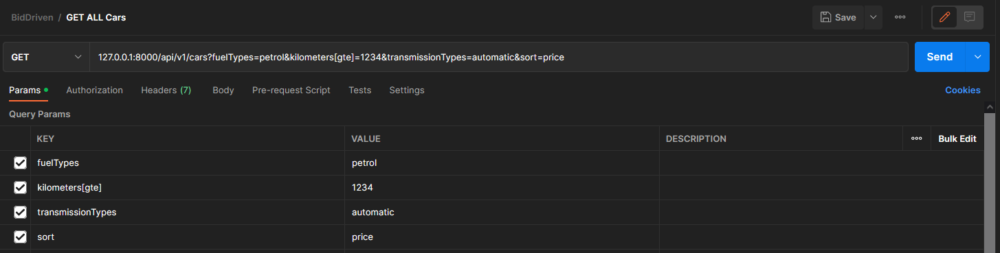 BidDriven / GET ALL Cars
Save
GET 127.0.0.1:8000/api/v1/cars?fuelTypes=petrol&kilometers[gte]=1234&transmissionTypes=automatic&sort=price Send
Params Authorization Headers (7) Body Pre-request Script Tests Settings Cookies
Query Params
KEY VALUE DESCRIPTION Bulk Edit
fuelTypes petrol
kilometers[gte] 1234
transmissionTypes automatic
sort price